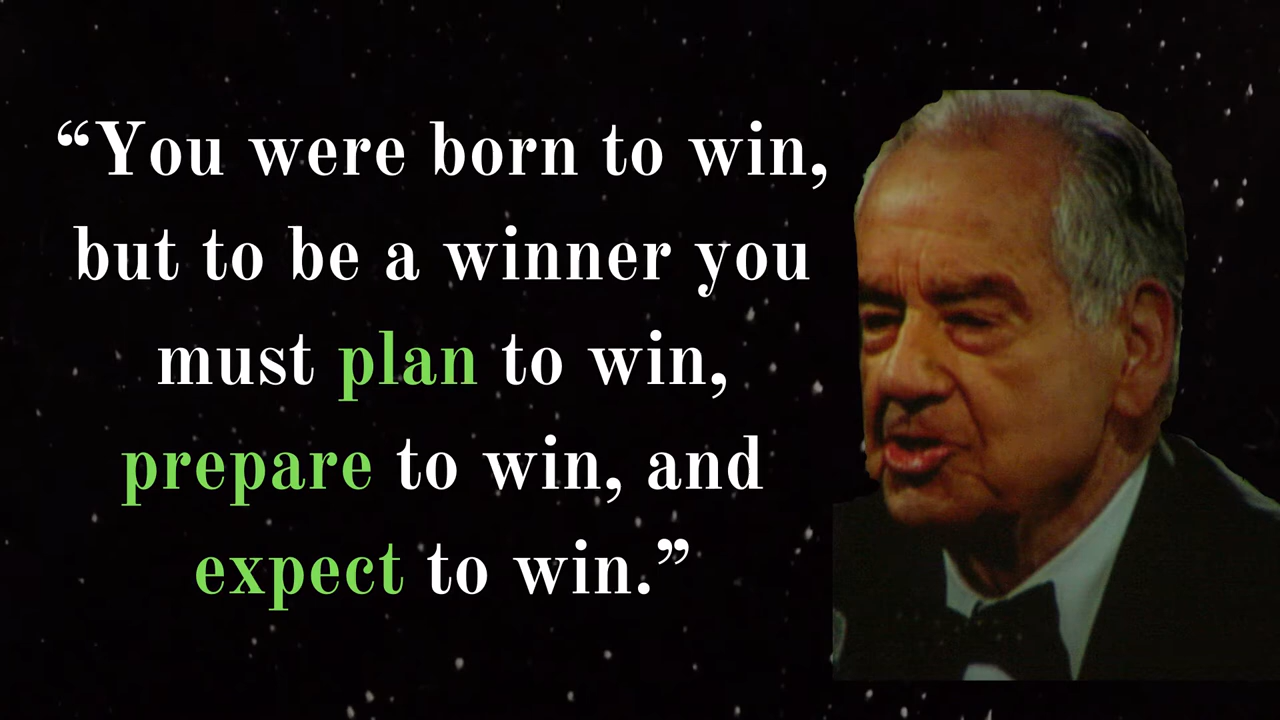 “You were born to win,
but to be a winner you
must plan to win,
prepare to win, and
expect to win.”